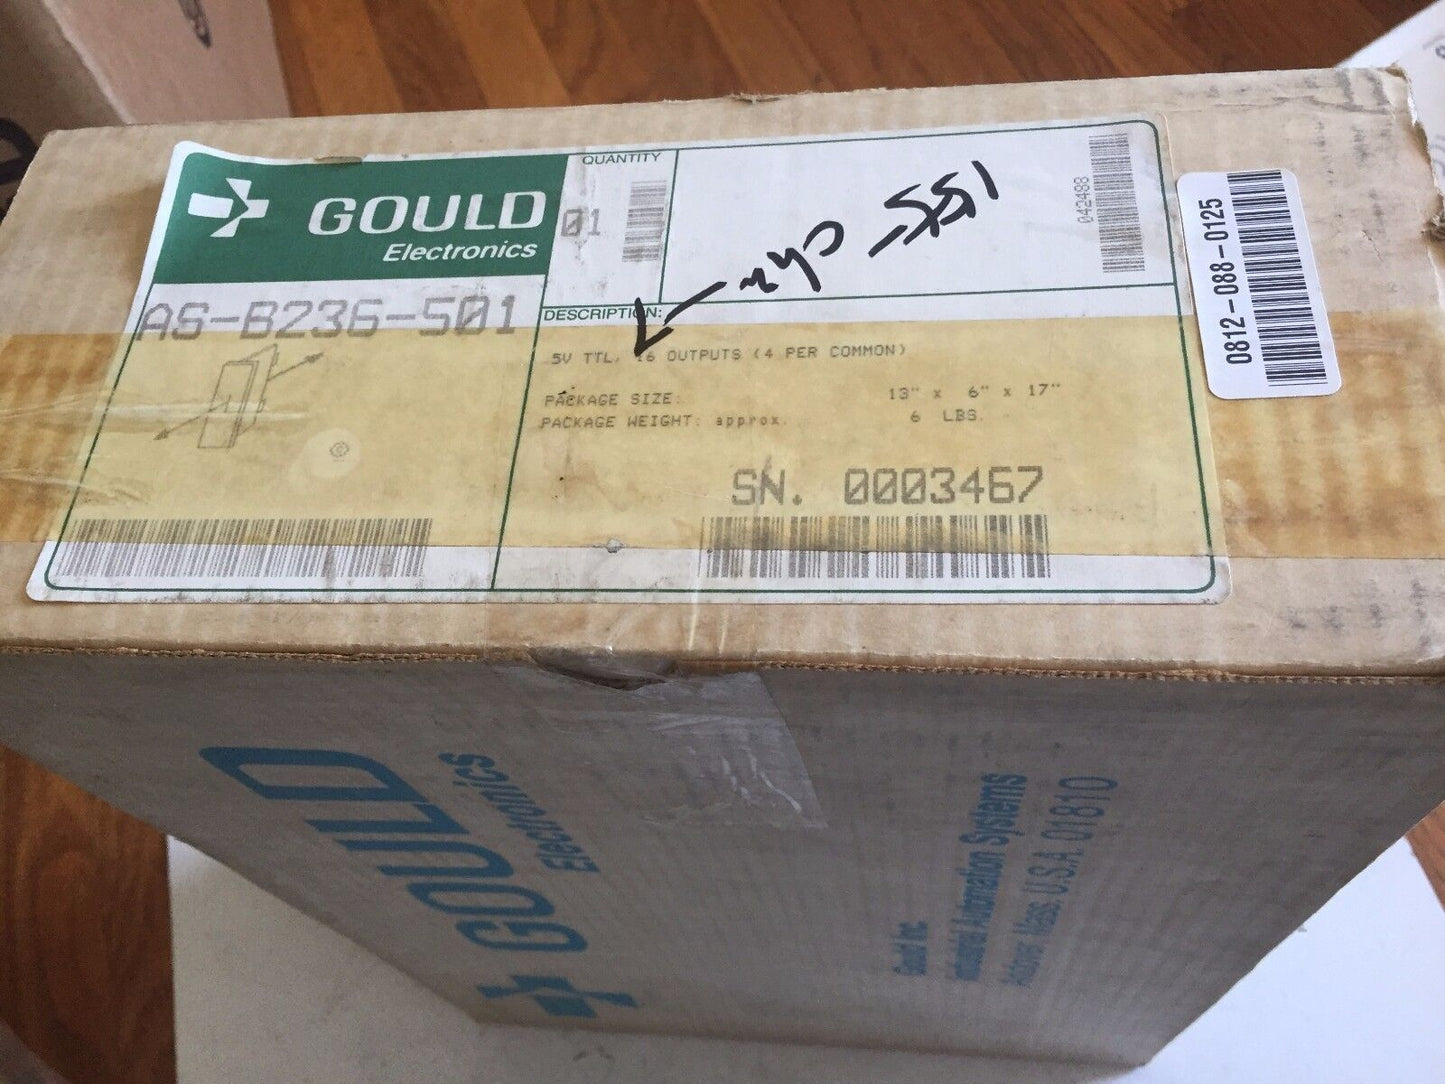 GOULD
Electronics
QUANTITY
01
042488
0812-088-0125
AS-B236-501
DESCRIPTION:
5V TTL, 16 OUTPUTS (4 PER COMMON)
PACKAGE SIZE: 13" x 6" x 17"
PACKAGE WEIGHT: approx. 6 LBS.
SN. 0003467
GOULD
Electronics
Gould Inc.
Industrial Automation Systems
Andover, Mass. U.S.A. 01810